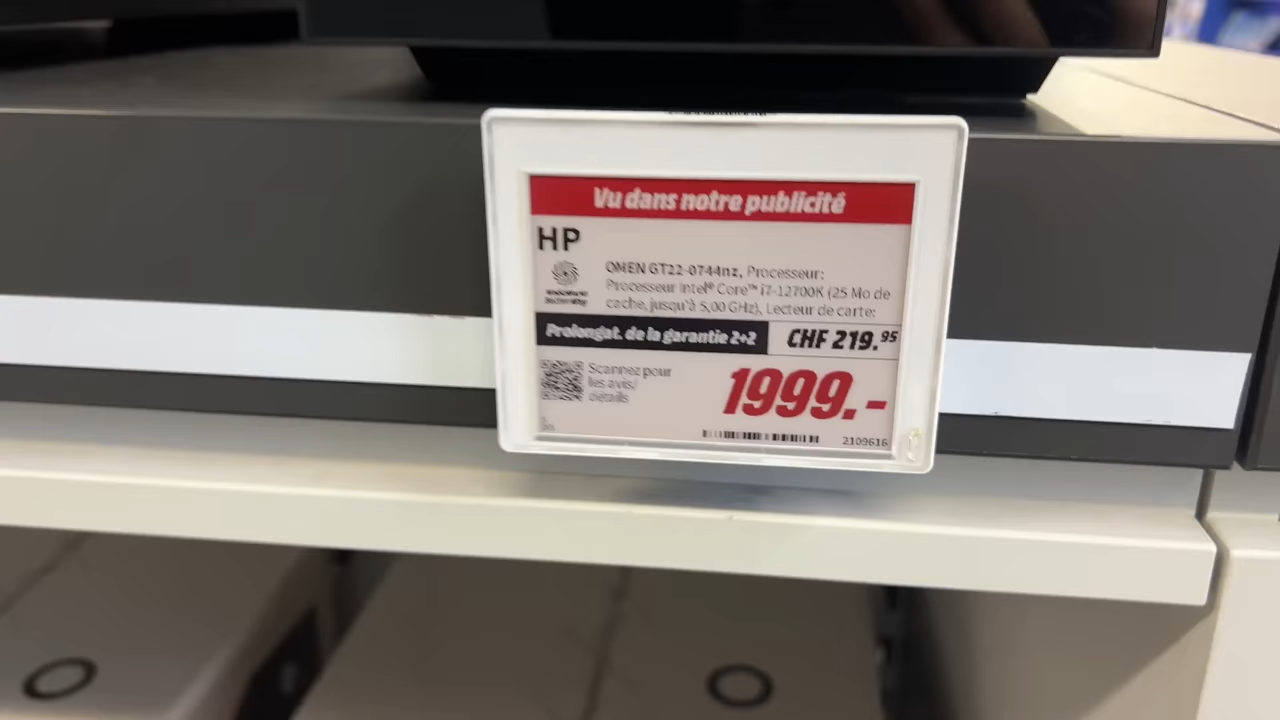 Vu dans notre publicité
HP
OMEN GT22-0744nz, Processeur:
Processeur Intel® Core™ i7-12700K (25 Mo de
cache, jusqu'à 5,00 GHz), Lecteur de carte:
Prolongat. de la garantie 2+2
CHF 219.95
Scannez pour
les avis/
détails
1999.-
2109616